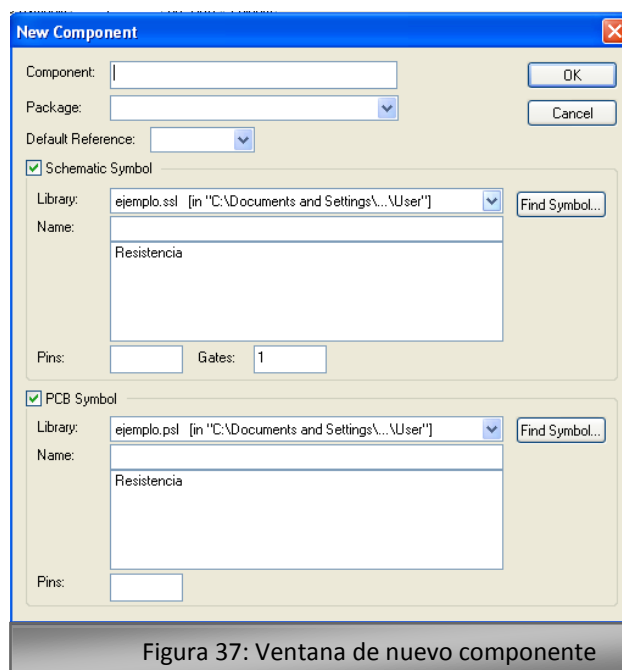 New Component
Component:
OK
Package:
Cancel
Default Reference:
Schematic Symbol
Library: ejemplo.ssl [in "C:\Documents and Settings\...\User"] Find Symbol...
Name:
Resistencia
Pins: Gates: 1
PCB Symbol
Library: ejemplo.psl [in "C:\Documents and Settings\...\User"] Find Symbol...
Name:
Resistencia
Pins:
Figura 37: Ventana de nuevo componente